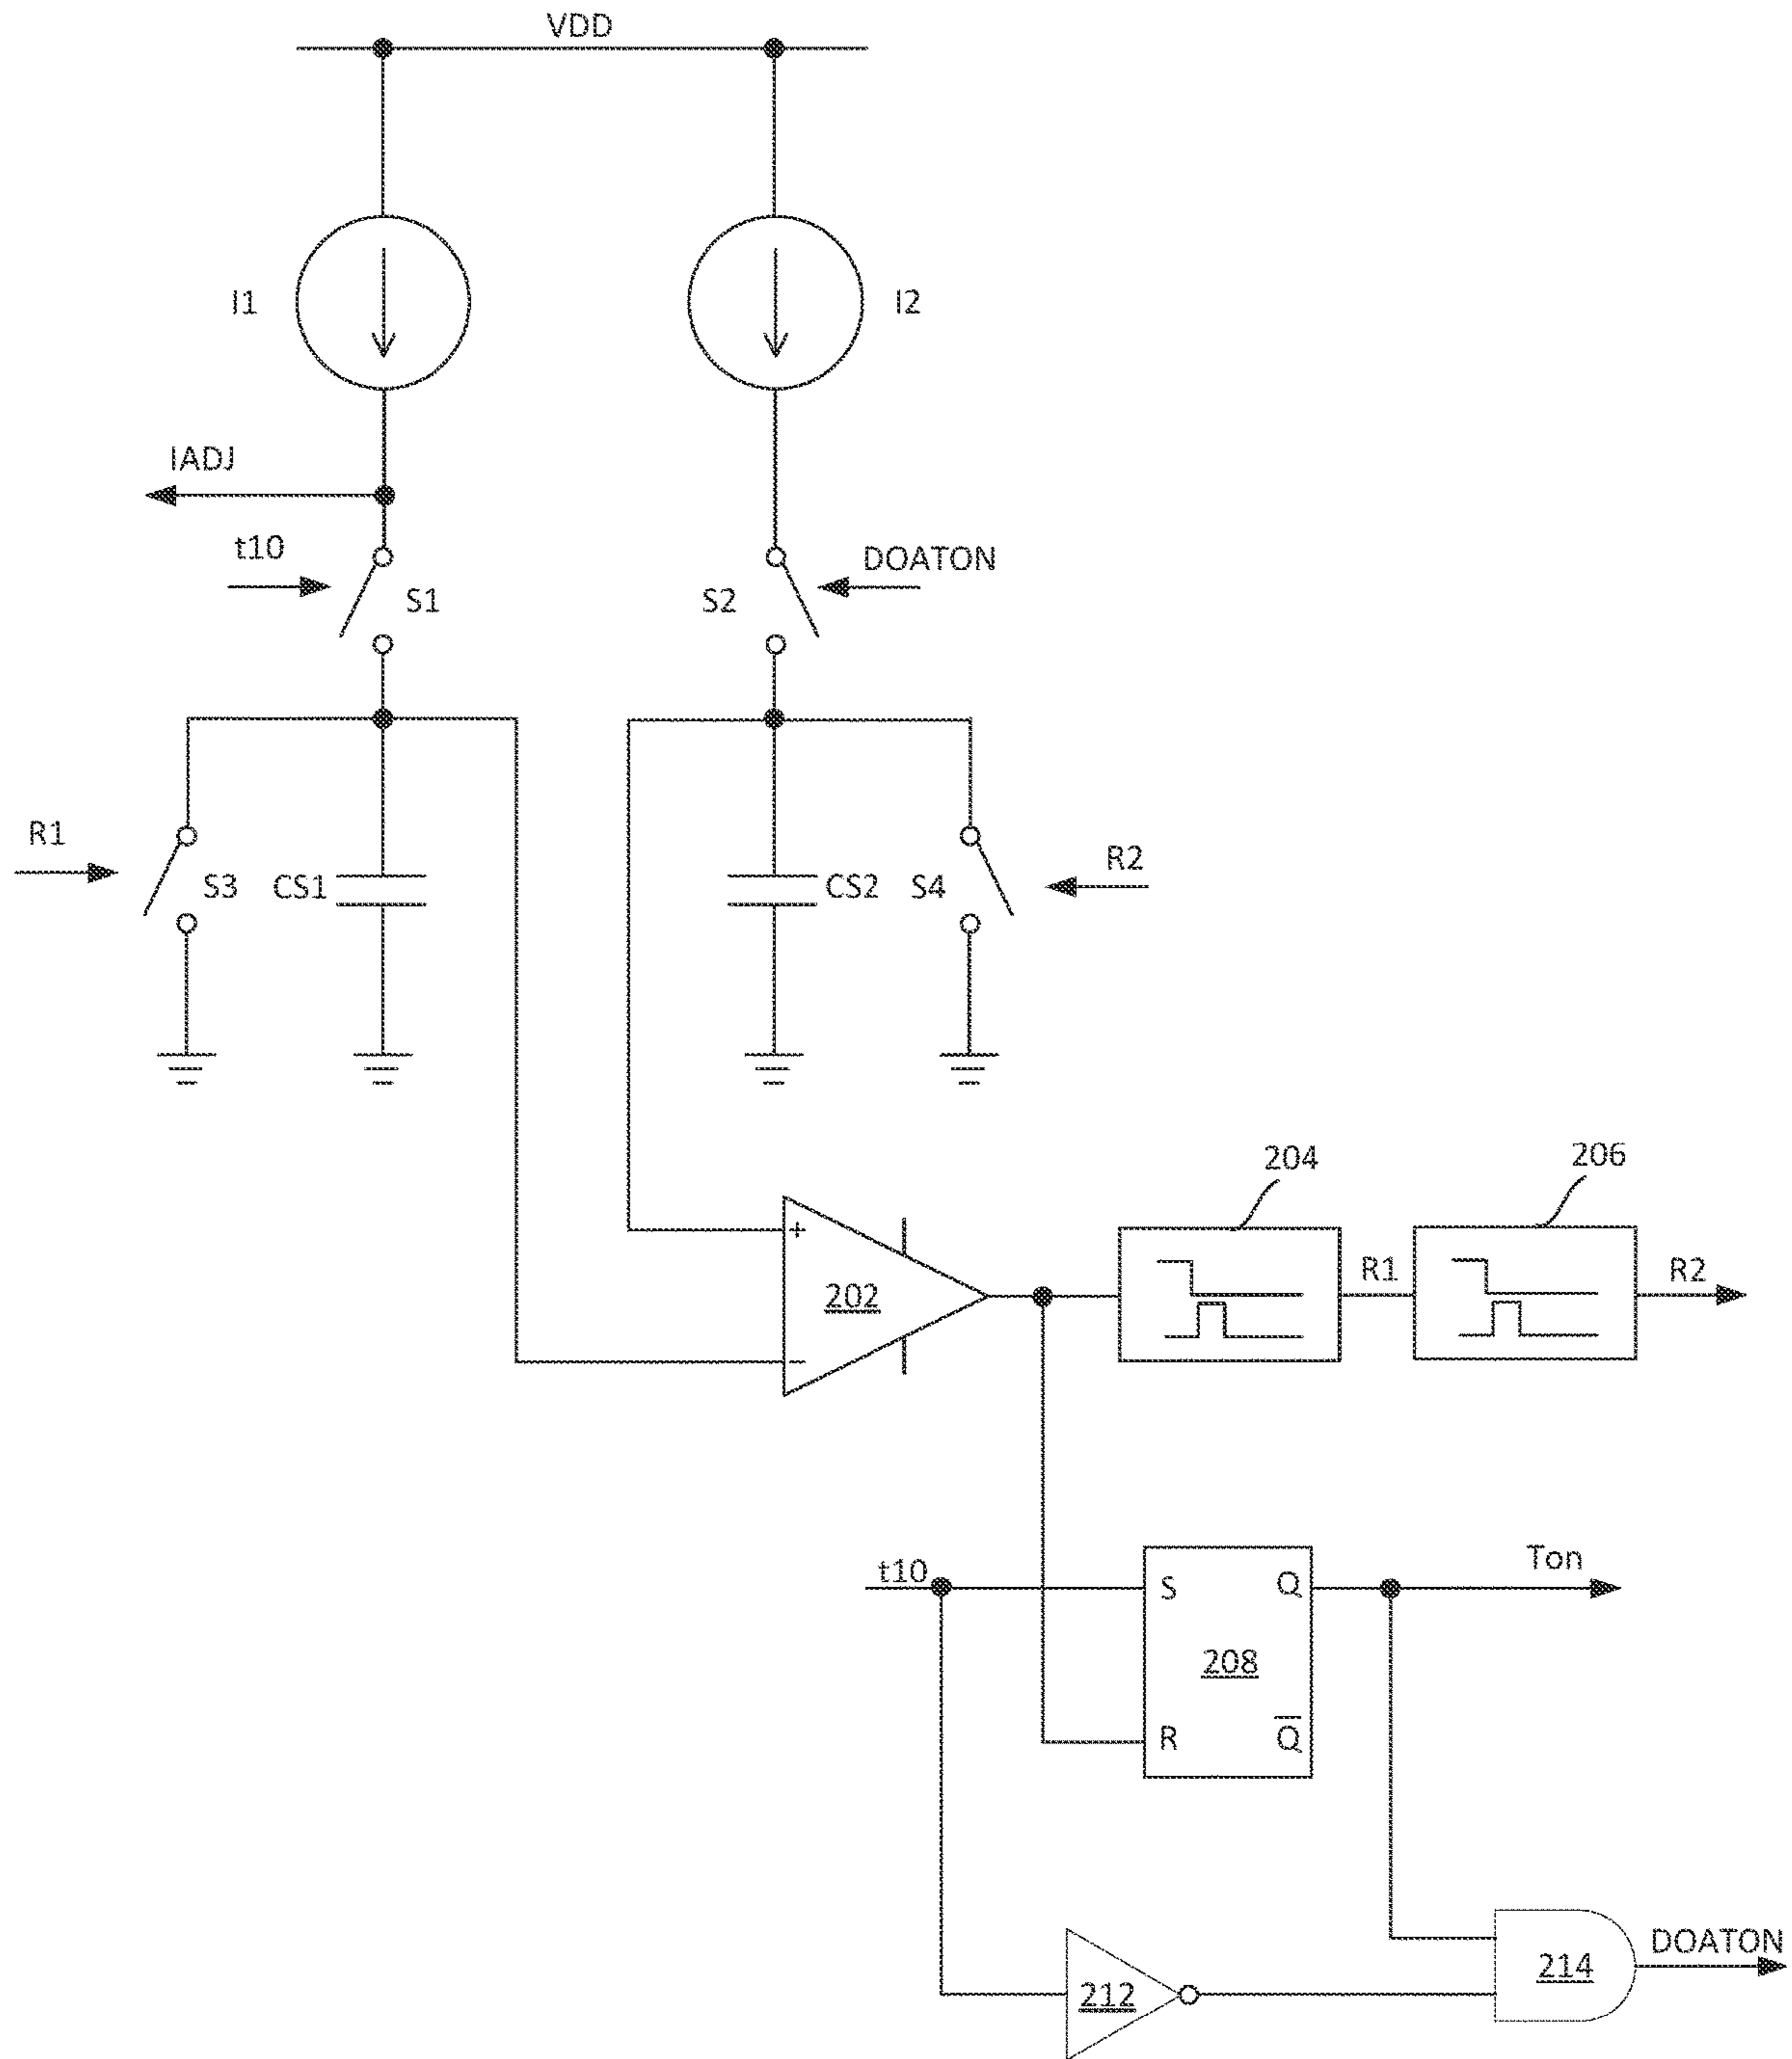 VDD
I1
I2
IADJ
t10
S1
S2
DOATON
R1
S3
CS1
CS2
S4
R2
204
206
+
202
-
R1
R2
t10
S
Q
Ton
208
R
Q̅
212
214
DOATON